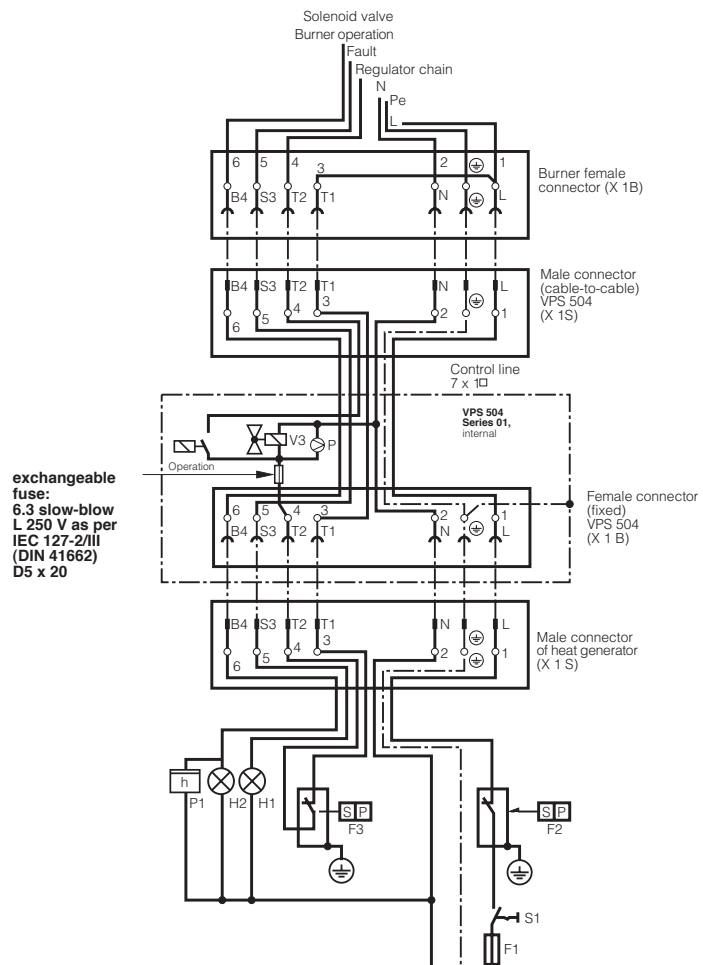 Solenoid valve
Burner operation
Fault
Regulator chain
N
Pe
L
6 5 4 3 2 1
B4 S3 T2 T1 N L
Burner female
connector (X 1B)
B4 S3 T2 T1 N L
6 5 4 3 2 1
Male connector
(cable-to-cable)
VPS 504
(X 1S)
Control line
7 x 1□
VPS 504
Series 01,
internal
V3
P
Operation
exchangeable
fuse:
6.3 slow-blow
L 250 V as per
IEC 127-2/III
(DIN 41662)
D5 x 20
6 5 4 3 2 1
B4 S3 T2 T1 N L
Female connector
(fixed)
VPS 504
(X 1 B)
B4 S3 T2 T1 N L
6 5 4 3 2 1
Male connector
of heat generator
(X 1 S)
h
P1
H2
H1
S P
F3
S P
F2
S1
F1